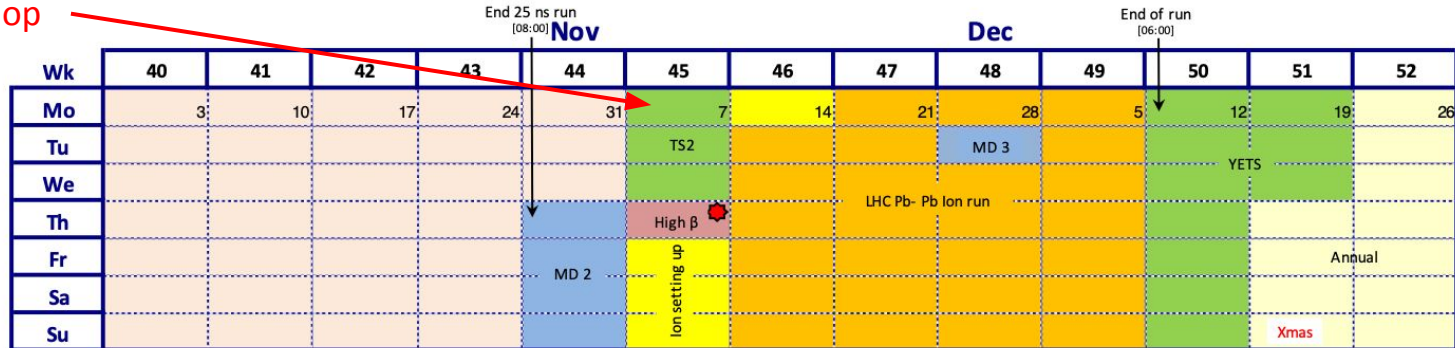 op
End 25 ns run
[08:00]
Nov
Dec
End of run
[06:00]
Wk 40 41 42 43 44 45 46 47 48 49 50 51 52
Mo 3 10 17 24 31 7 14 21 28 5 12 19 26
Tu TS2 MD 3
YETS
We
LHC Pb- Pb Ion run
Th High β
Fr Annual
MD 2
Ion setting up
Sa
Su Xmas